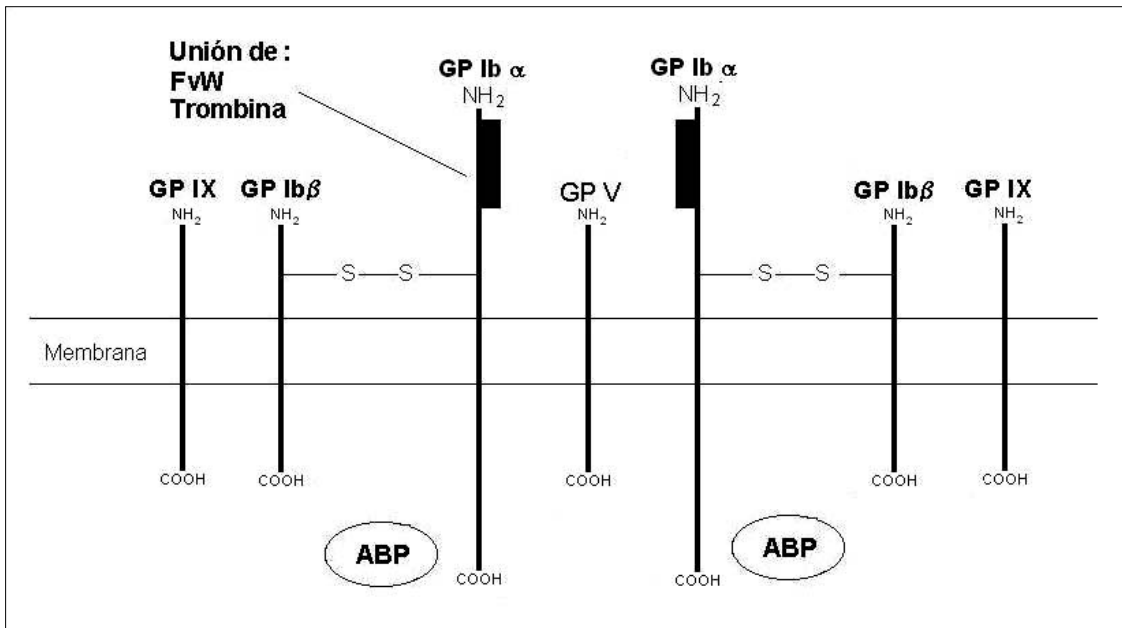 Unión de :
FvW
Trombina
GP Ib α
NH2
GP Ib α
NH2
GP IX
NH2
GP Ibβ
NH2
GP V
NH2
GP Ibβ
NH2
GP IX
NH2
S S
S S
Membrana
COOH
COOH
COOH
COOH
COOH
ABP
ABP
COOH
COOH